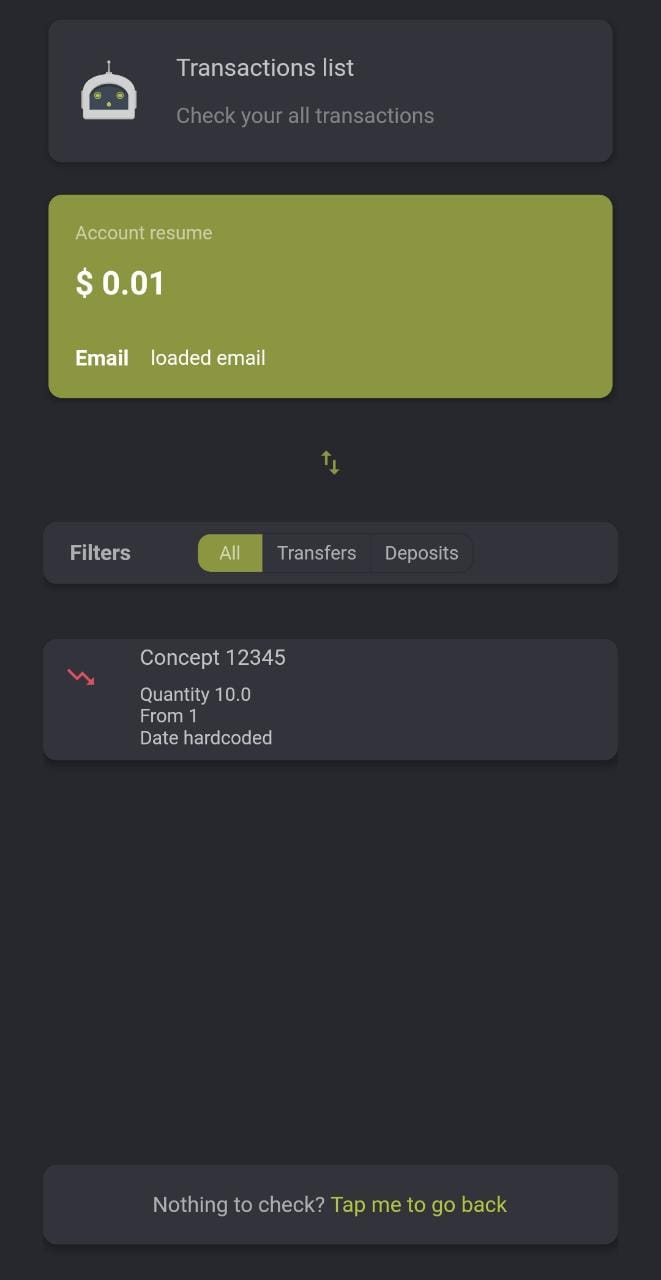 Transactions list
Check your all transactions
Account resume
$ 0.01
Email loaded email
Filters All Transfers Deposits
Concept 12345
Quantity 10.0
From 1
Date hardcoded
Nothing to check? Tap me to go back